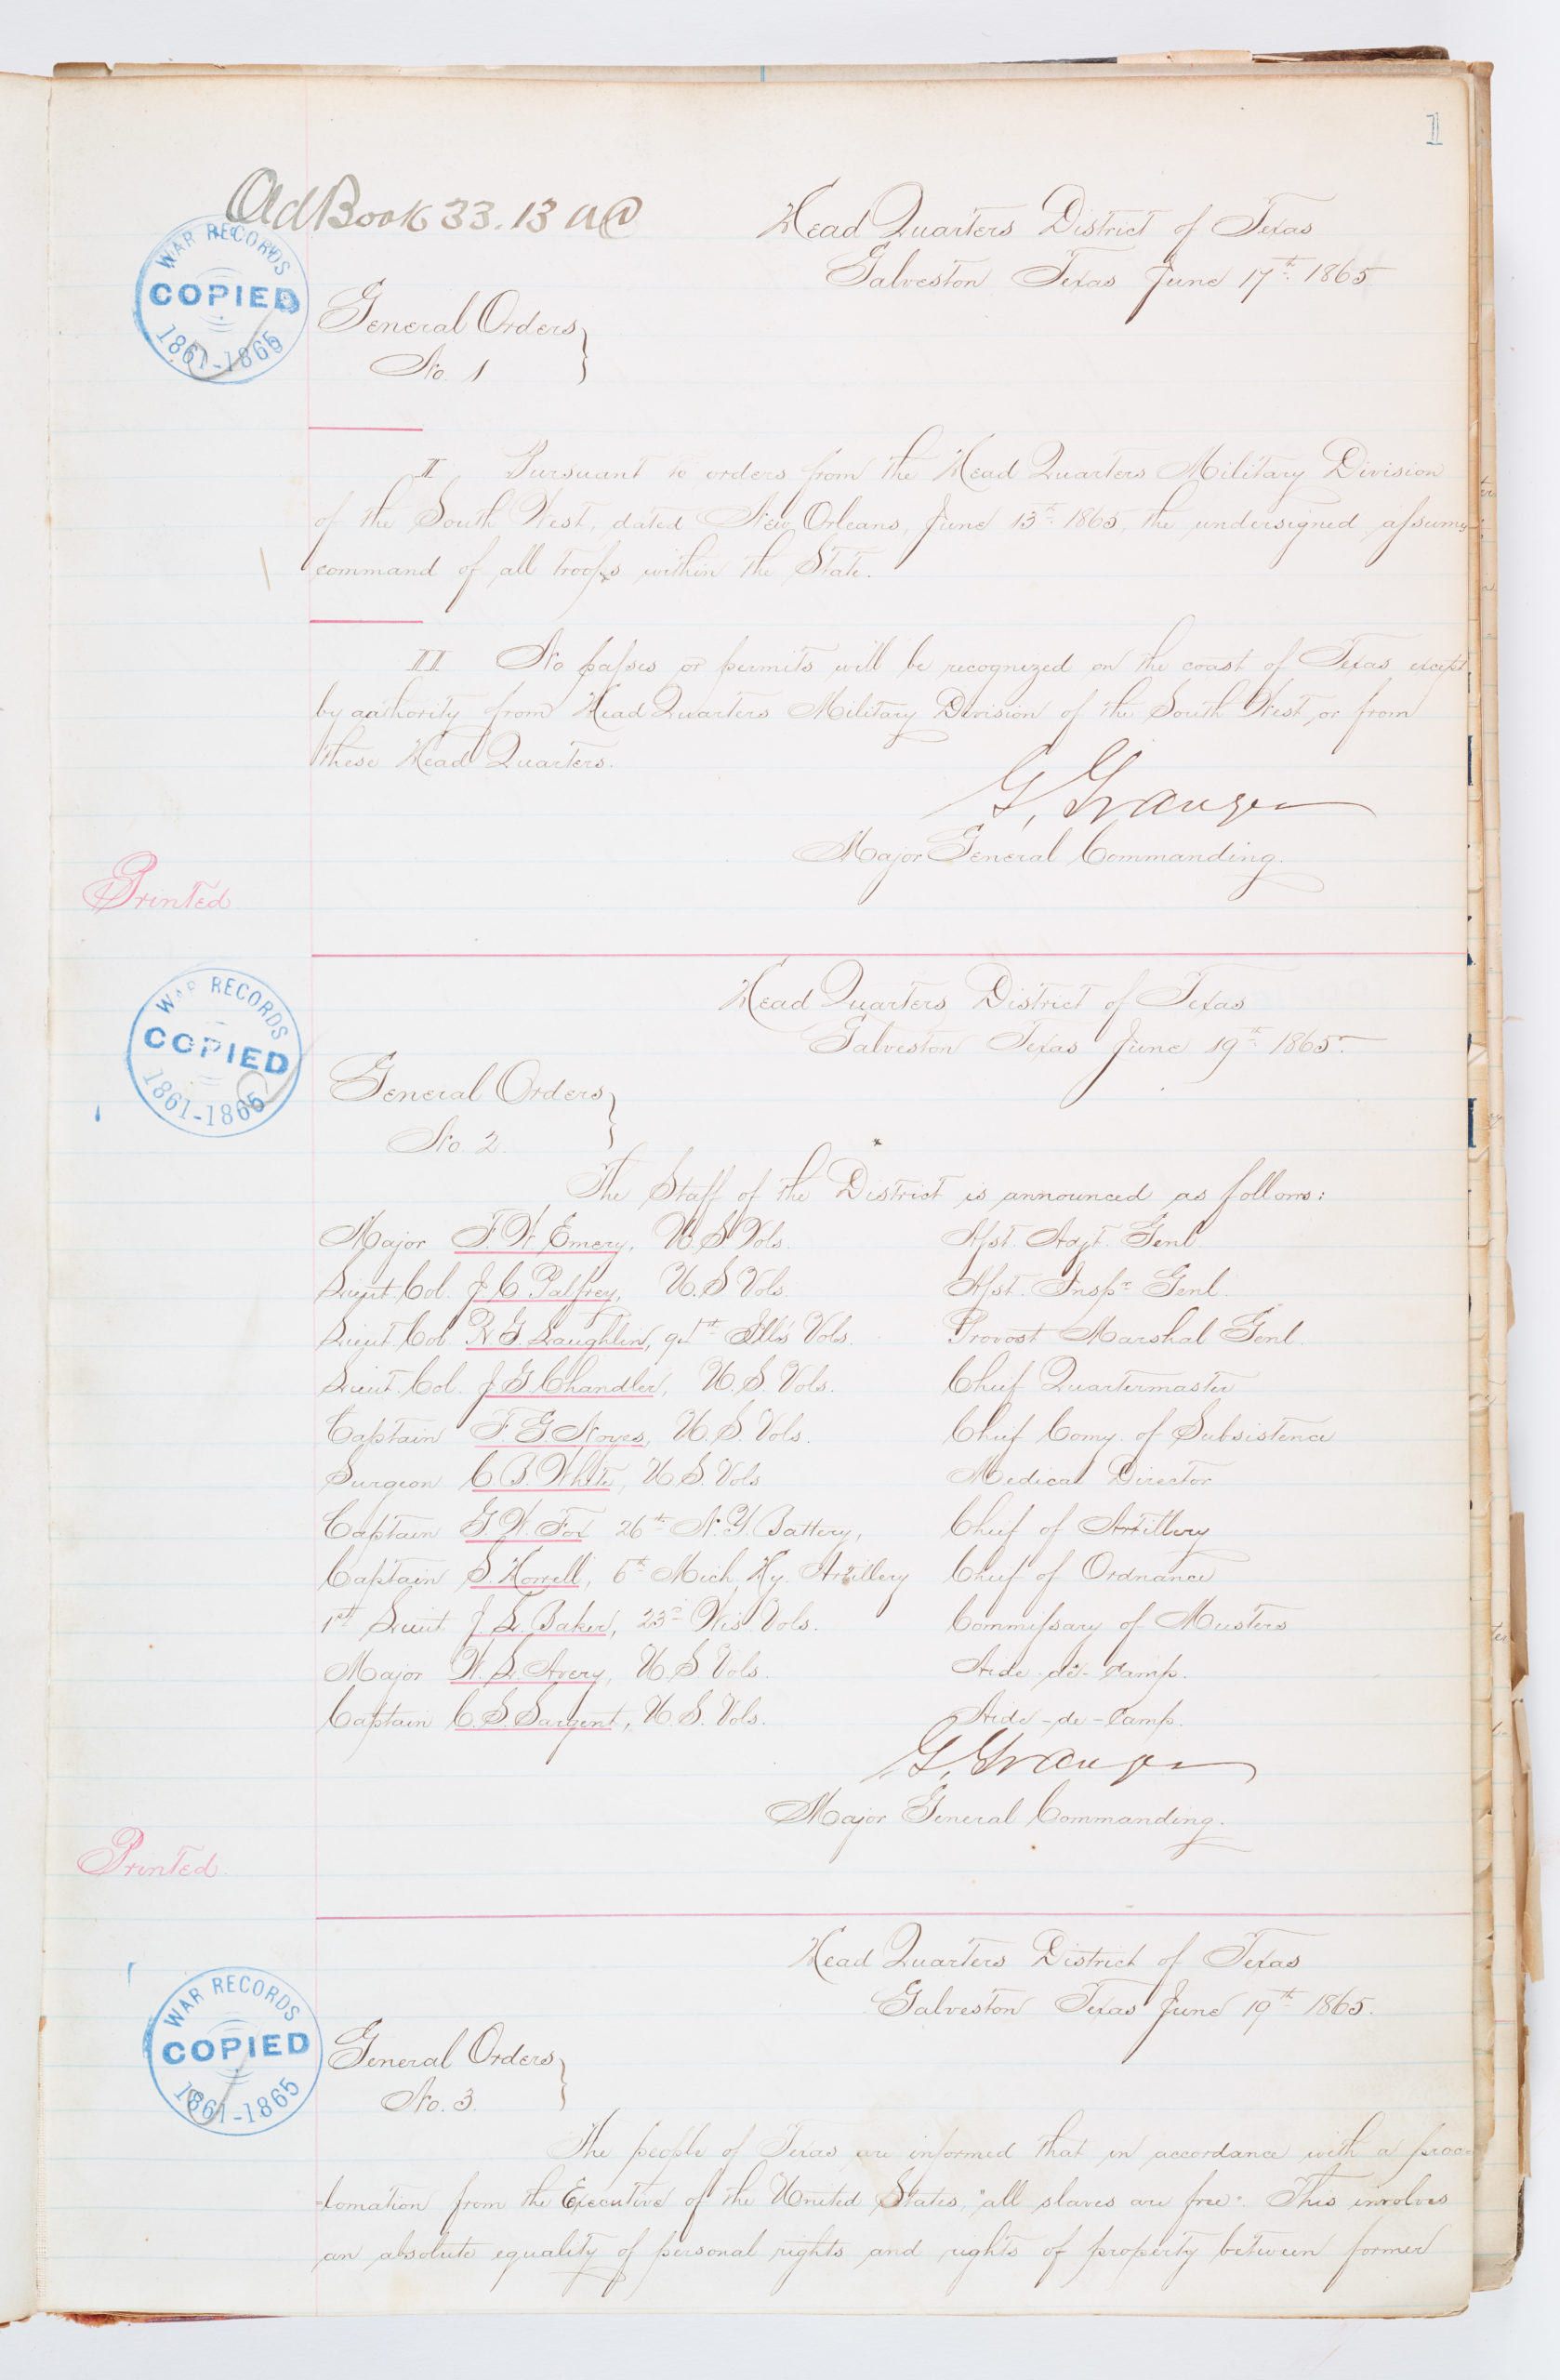 1
Old Book 33. 13 A@
WAR RECORDS
COPIED
1861-1865
Head Quarters District of Texas
Galveston Texas June 17th 1865
General Orders
No. 1
I Pursuant to orders from the Head Quarters Military Division
of the South West, dated New Orleans, June 13th 1865, the undersigned assumes
command of all troops within the State.
II No passes or permits will be recognized on the coast of Texas except
by authority from Head Quarters Military Division of the South West, or from
these Head Quarters.
G. Granger
Major General Commanding.
Printed
WAR RECORDS
COPIED
1861-1865
Head Quarters District of Texas
Galveston Texas June 19th 1865.
General Orders
No. 2.
The Staff of the District is announced as follows:
Major F. W. Emery, U. S. Vols. Asst. Adjt. Genl
Lieut. Col. J. C. Palfrey, U. S. Vols. Asst. Inspr. Genl.
Lieut Col. R. G. Laughlin, 94th Ills Vols. Provost Marshal Genl.
Lieut. Col. J. G. Chandler, U. S. Vols. Chief Quartermaster
Captain F. G. Noyes, U. S. Vols. Chief Comy. of Subsistence
Surgeon C. B. White, U. S. Vols Medical Director
Captain G. W. Fox 26th N. Y. Battery, Chief of Artillery
Captain S. Howell, 6th Mich. Hy. Artillery Chief of Ordnance
1st Lieut. J. L. Baker, 23d Wis Vols. Commissary of Musters
Major W. L. Avery, U. S. Vols. Aide-de-Camp.
Captain C. S. Sargent, U. S. Vols. Aide-de-Camp.
G. Granger
Major General Commanding.
Printed.
WAR RECORDS
COPIED
1861-1865
Head Quarters District of Texas
Galveston Texas June 19th 1865.
General Orders
No. 3.
The people of Texas are informed that in accordance with a proc-
-lamation from the Executive of the United States, "all slaves are free". This involves
an absolute equality of personal rights and rights of property between former